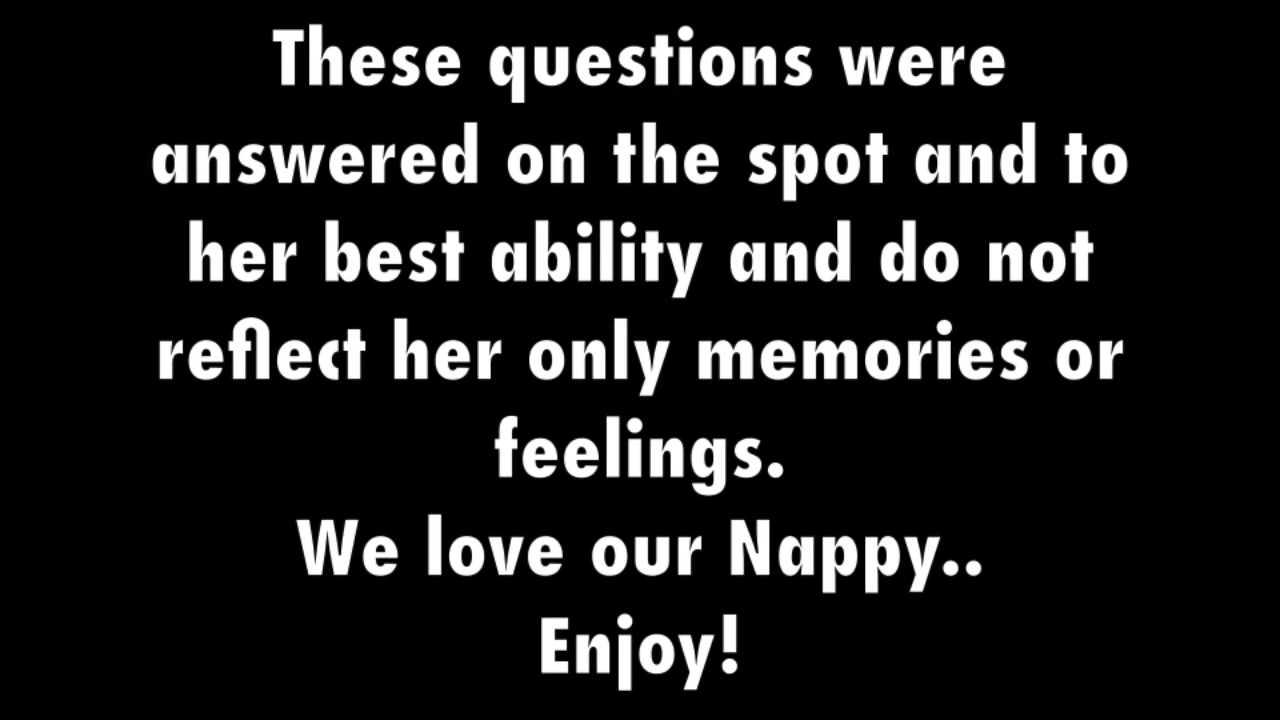 These questions were
answered on the spot and to
her best ability and do not
reflect her only memories or
feelings.
We love our Nappy..
Enjoy!